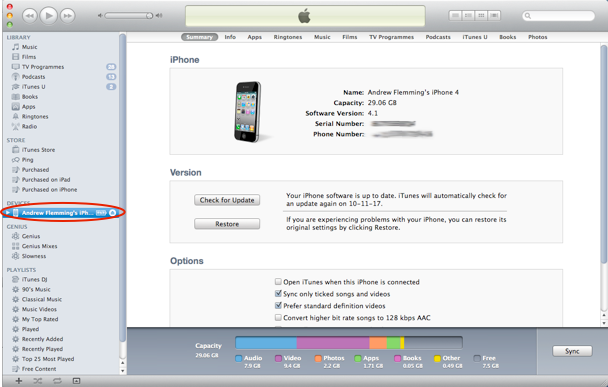 Summary Info Apps Ringtones Music Films TV Programmes Podcasts iTunes U Books Photos
LIBRARY
Music
Films
TV Programmes
Podcasts
iTunes U
Books
Apps
Ringtones
Radio
STORE
iTunes Store
Ping
Purchased
Purchased on iPad
Purchased on iPhone
DEVICES
Andrew Flemming's iPh...
GENIUS
Genius
Genius Mixes
Slowness
PLAYLISTS
iTunes DJ
90's Music
Classical Music
Music Videos
My Top Rated
Played
Recently Added
Recently Played
Top 25 Most Played
Free Content
iPhone
Name: Andrew Flemming's iPhone 4
Capacity: 29.06 GB
Software Version: 4.1
Serial Number:
Phone Number:
Version
Check for Update
Your iPhone software is up to date. iTunes will automatically check for
an update again on 10-11-17.
Restore
If you are experiencing problems with your iPhone, you can restore its
original settings by clicking Restore.
Options
Open iTunes when this iPhone is connected
Sync only ticked songs and videos
Prefer standard definition videos
Convert higher bit rate songs to 128 kbps AAC
Capacity
29.06 GB
Audio Video Photos Apps Books Other Free
7.9 GB 9.4 GB 2.2 GB 1.71 GB 0.05 GB 0.49 GB 7.5 GB
Sync